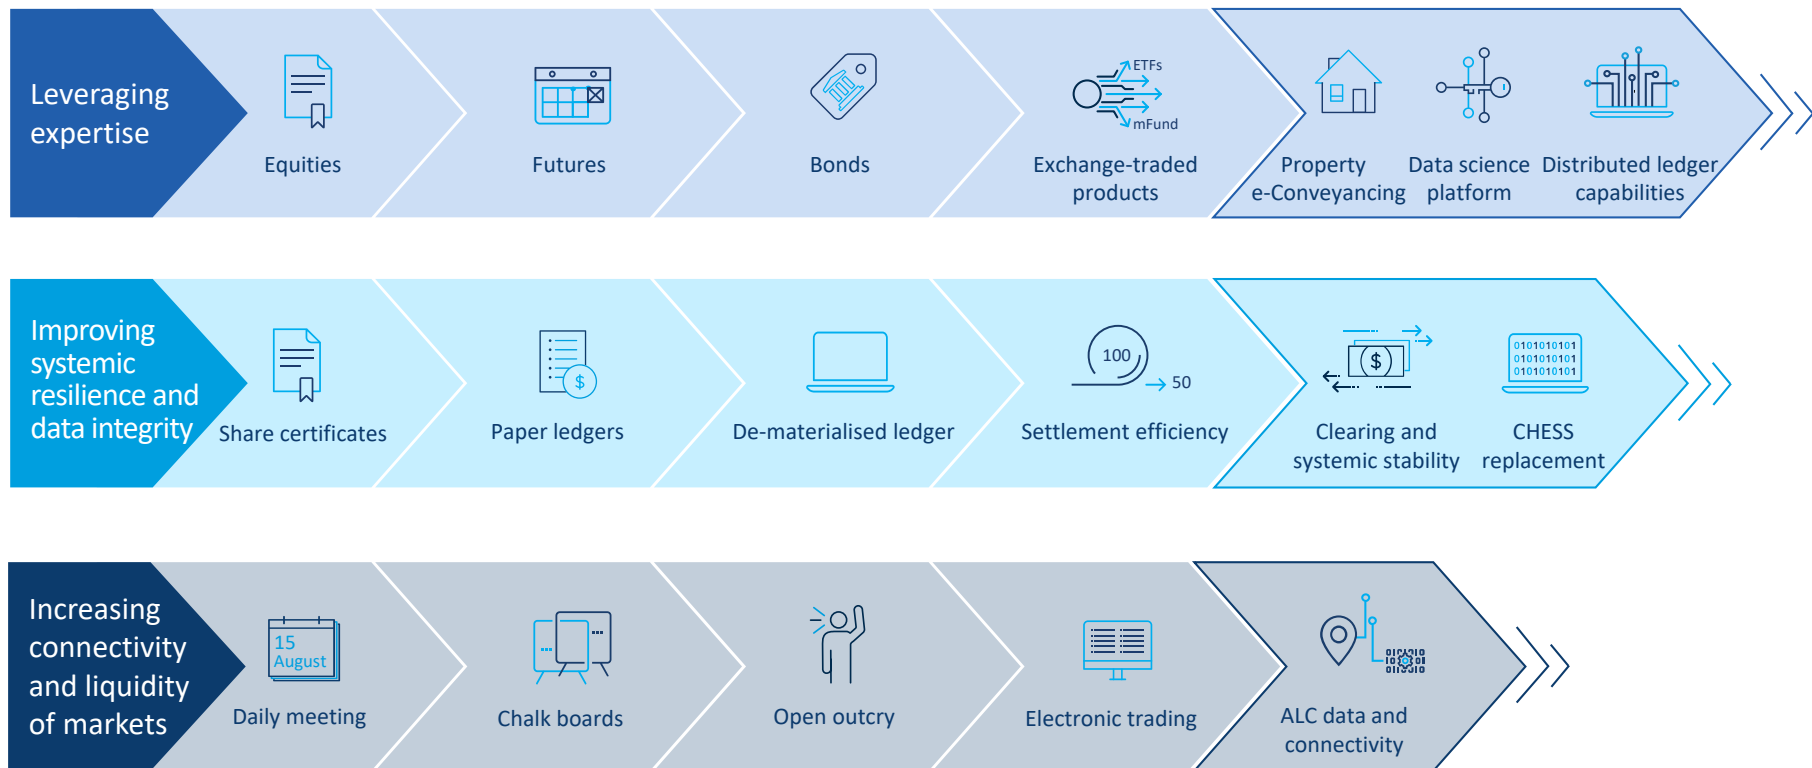 Leveraging
expertise
Equities
Futures
Bonds
ETFs
mFund
Exchange-traded
products
Property
e-Conveyancing
Data science
platform
Distributed ledger
capabilities
Improving
systemic
resilience and
data integrity
Share certificates
$
Paper ledgers
De-materialised ledger
100
50
Settlement efficiency
$
Clearing and
systemic stability
0101010101
0101010101
0101010101
CHESS
replacement
Increasing
connectivity
and liquidity
of markets
15
August
Daily meeting
Chalk boards
Open outcry
Electronic trading
ALC data and
connectivity